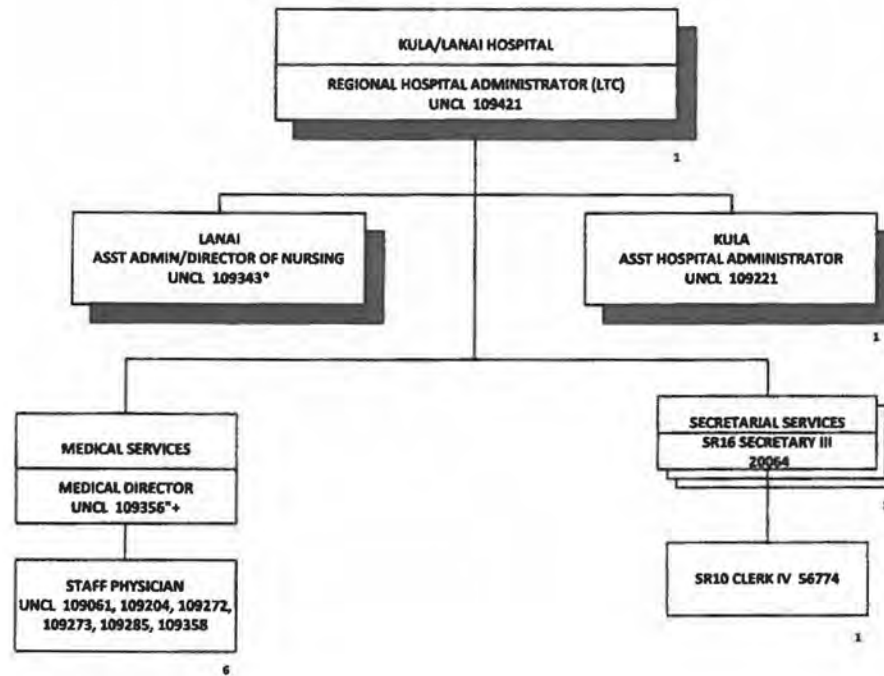 KULA/LANAI HOSPITAL
REGIONAL HOSPITAL ADMINISTRATOR (LTC)
UNCL 109421
1
LANAI
ASST ADMIN/DIRECTOR OF NURSING
UNCL 109343*
KULA
ASST HOSPITAL ADMINISTRATOR
UNCL 109221
1
MEDICAL SERVICES
MEDICAL DIRECTOR
UNCL 109356*+
STAFF PHYSICIAN
UNCL 109061, 109204, 109272,
109273, 109285, 109358
6
SECRETARIAL SERVICES
SR16 SECRETARY III
20064
SR10 CLERK IV 56774
1